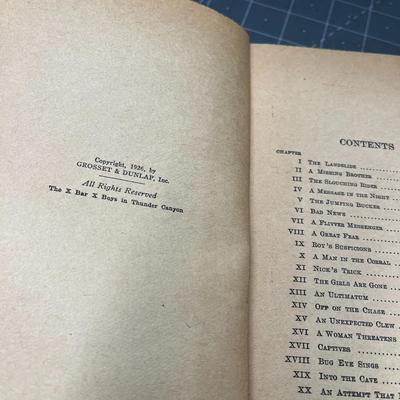 Copyright, 1926, by
GROSSET & DUNLAP, Inc.
All Rights Reserved
The X Bar X Boys in Thunder Canyon
CONTENTS
CHAPTER
I The Landslide
II A Missing Brother
III The Slouching Rider
IV A Message in the Night
V The Jumping Bucker
VI Bad News
VII A Flivver Messenger
VIII A Great Fear
IX Roy's Suspicions
X A Man in the Corral
XI Nick's Trick
XII The Girls Are Gone
XIII An Ultimatum
XIV Off on the Chase
XV An Unexpected Clew
XVI A Woman Threatens
XVII Captives
XVIII Bug Eye Sings
XIX Into the Cave
XX An Attempt That